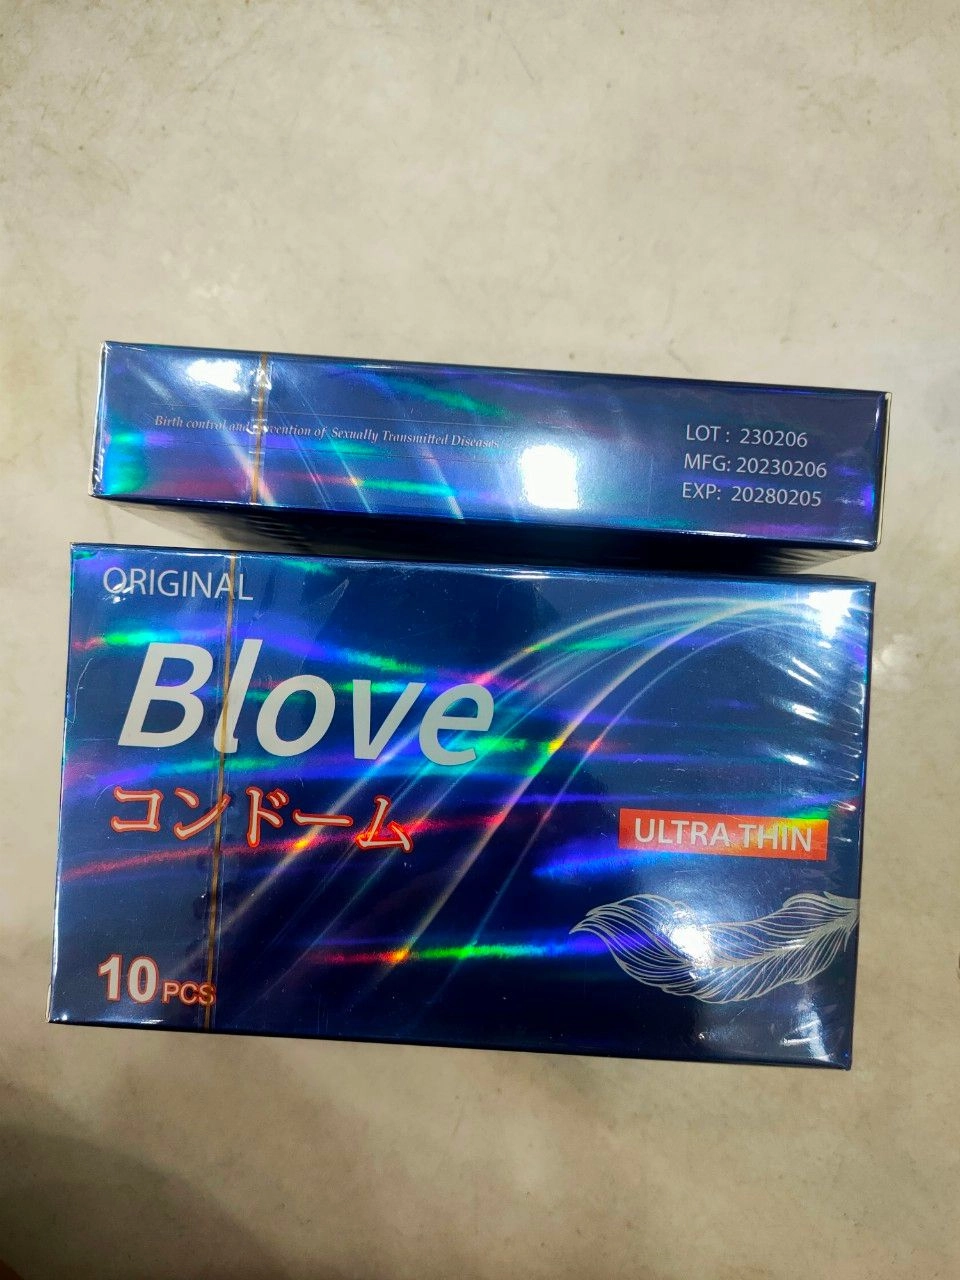 Birth control and vention of Sexually Transmitted Diseases
LOT : 230206
MFG: 20230206
EXP: 20280205
ORIGINAL
Blove
コンドーム
ULTRA THIN
10 PCS